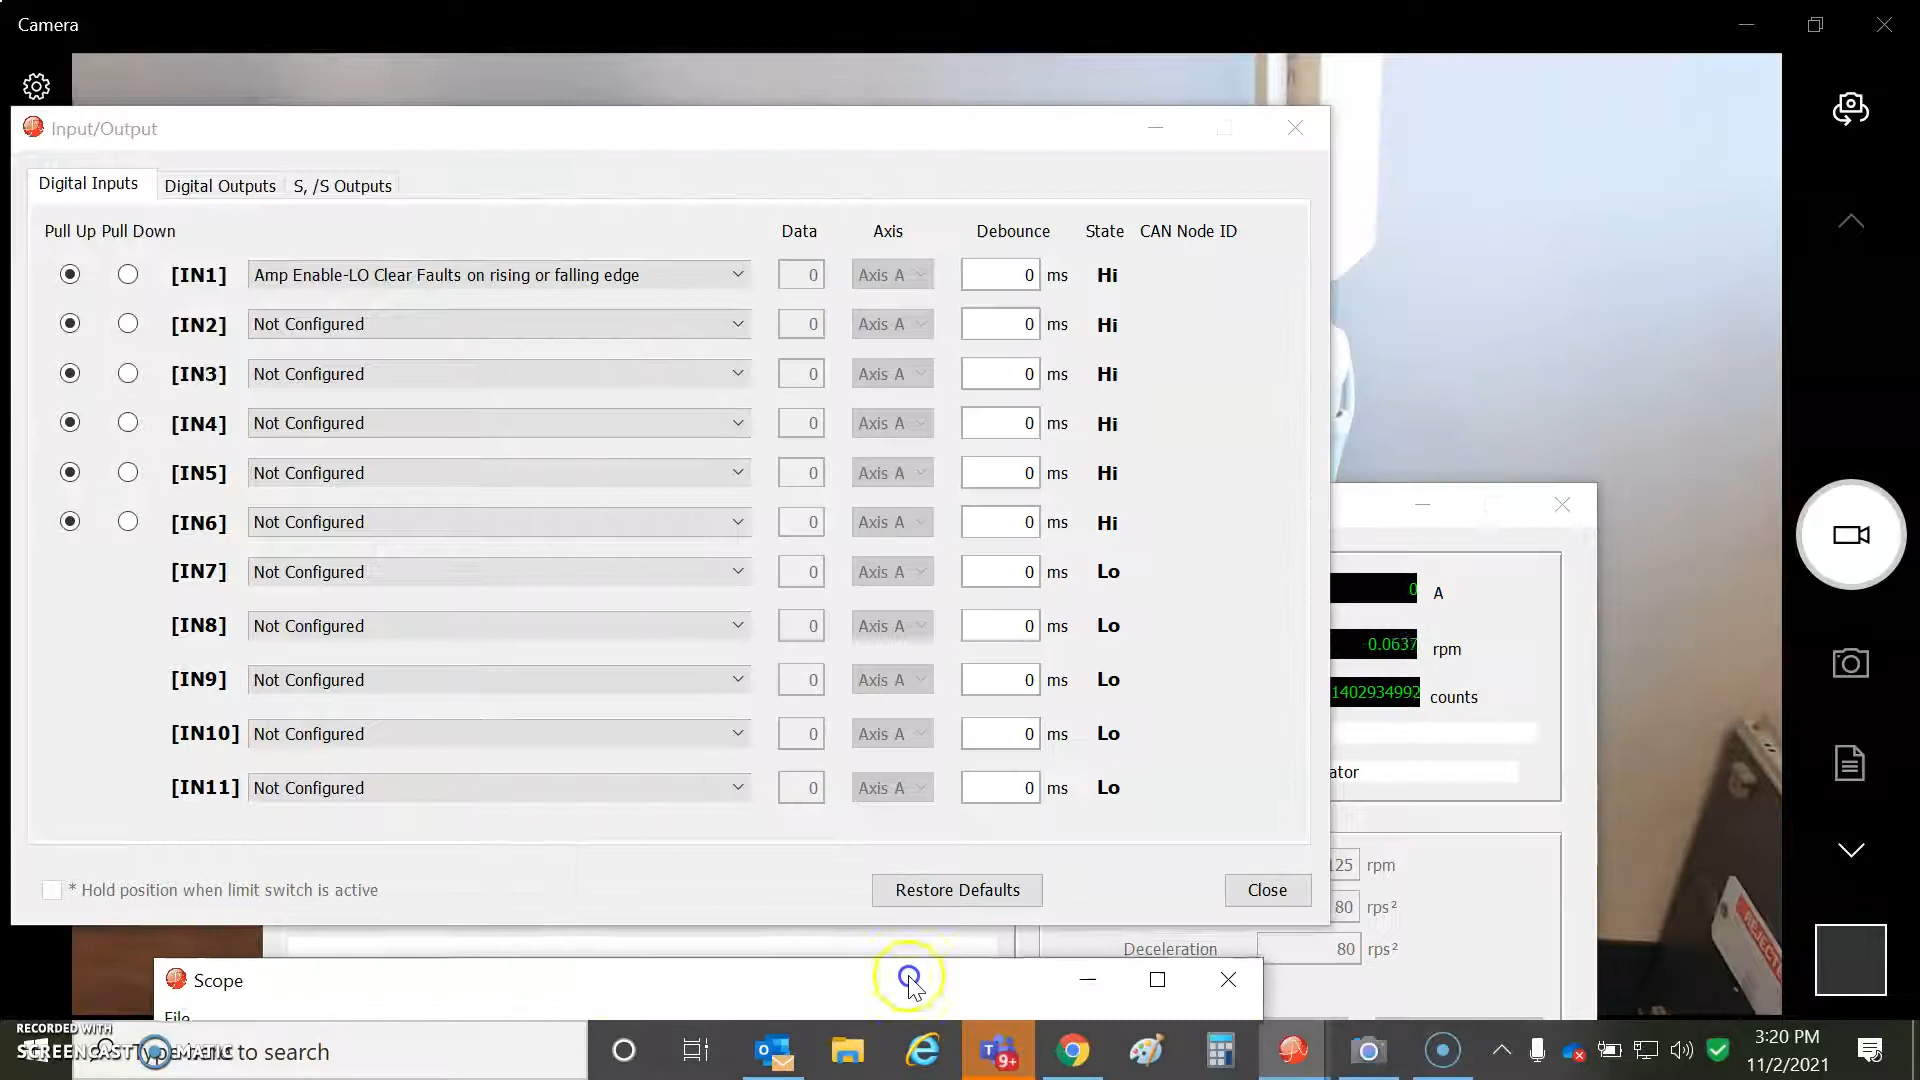 Camera
Input/Output
Digital Inputs Digital Outputs S, /S Outputs
Pull Up Pull Down Data Axis Debounce State CAN Node ID
[IN1] Amp Enable-LO Clear Faults on rising or falling edge 0 Axis A 0 ms Hi
[IN2] Not Configured 0 Axis A 0 ms Hi
[IN3] Not Configured 0 Axis A 0 ms Hi
[IN4] Not Configured 0 Axis A 0 ms Hi
[IN5] Not Configured 0 Axis A 0 ms Hi
[IN6] Not Configured 0 Axis A 0 ms Hi
[IN7] Not Configured 0 Axis A 0 ms Lo
0 A
[IN8] Not Configured 0 Axis A 0 ms Lo
0.0637 rpm
[IN9] Not Configured 0 Axis A 0 ms Lo
1402934992 counts
[IN10] Not Configured 0 Axis A 0 ms Lo
ator
[IN11] Not Configured 0 Axis A 0 ms Lo
125 rpm
* Hold position when limit switch is active Restore Defaults Close
80 rps²
Deceleration 80 rps²
REJECTE
Scope
File
RECORDED WITH
SCREENCAST MATIC
Type here to search
9+
3:20 PM
11/2/2021